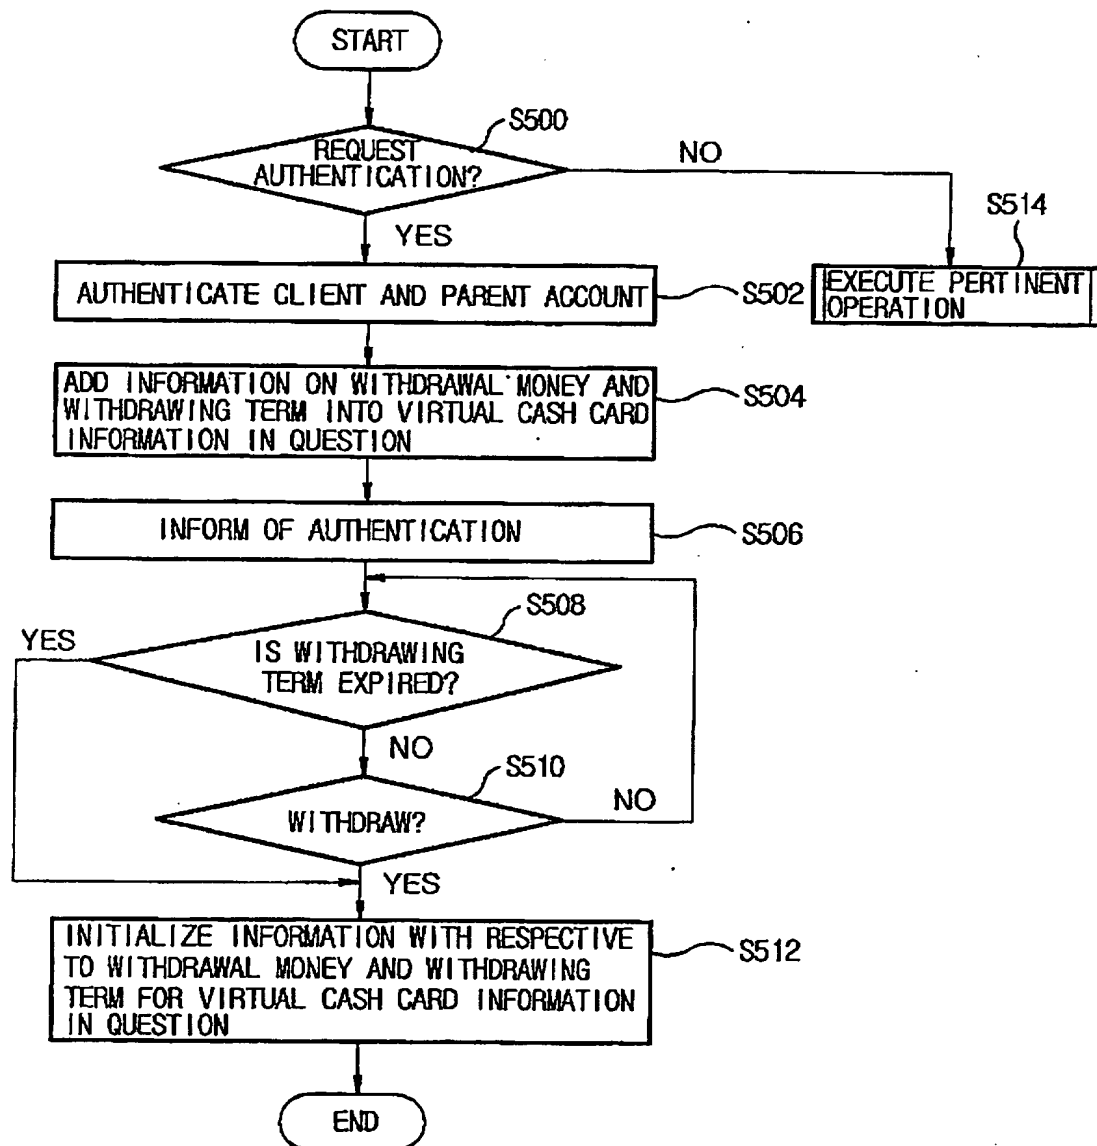 START
S500
REQUEST
AUTHENTICATION?
NO
S514
YES
EXECUTE PERTINENT
OPERATION
AUTHENTICATE CLIENT AND PARENT ACCOUNT
S502
ADD INFORMATION ON WITHDRAWAL MONEY AND
WITHDRAWING TERM INTO VIRTUAL CASH CARD
INFORMATION IN QUESTION
S504
INFORM OF AUTHENTICATION
S506
S508
YES
IS WITHDRAWING
TERM EXPIRED?
NO
S510
WITHDRAW?
NO
YES
INITIALIZE INFORMATION WITH RESPECTIVE
TO WITHDRAWAL MONEY AND WITHDRAWING
TERM FOR VIRTUAL CASH CARD INFORMATION
IN QUESTION
S512
END